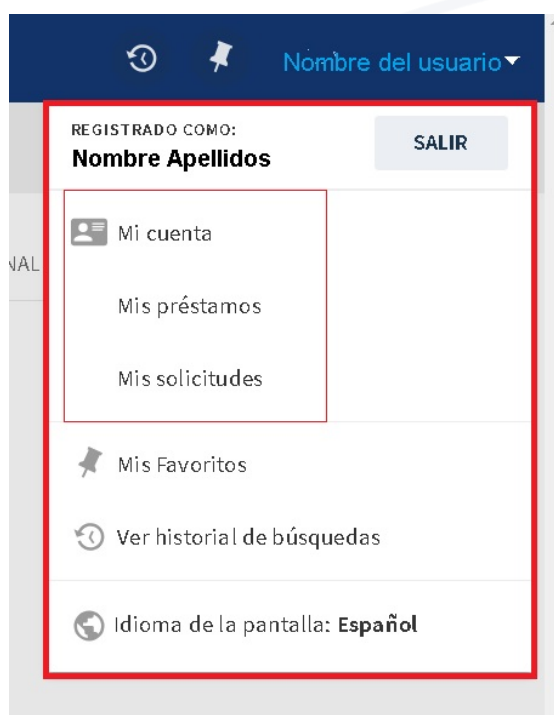 Nombre del usuario
REGISTRADO COMO:
Nombre Apellidos
SALIR
Mi cuenta
NAL
Mis préstamos
Mis solicitudes
Mis Favoritos
Ver historial de búsquedas
Idioma de la pantalla: Español